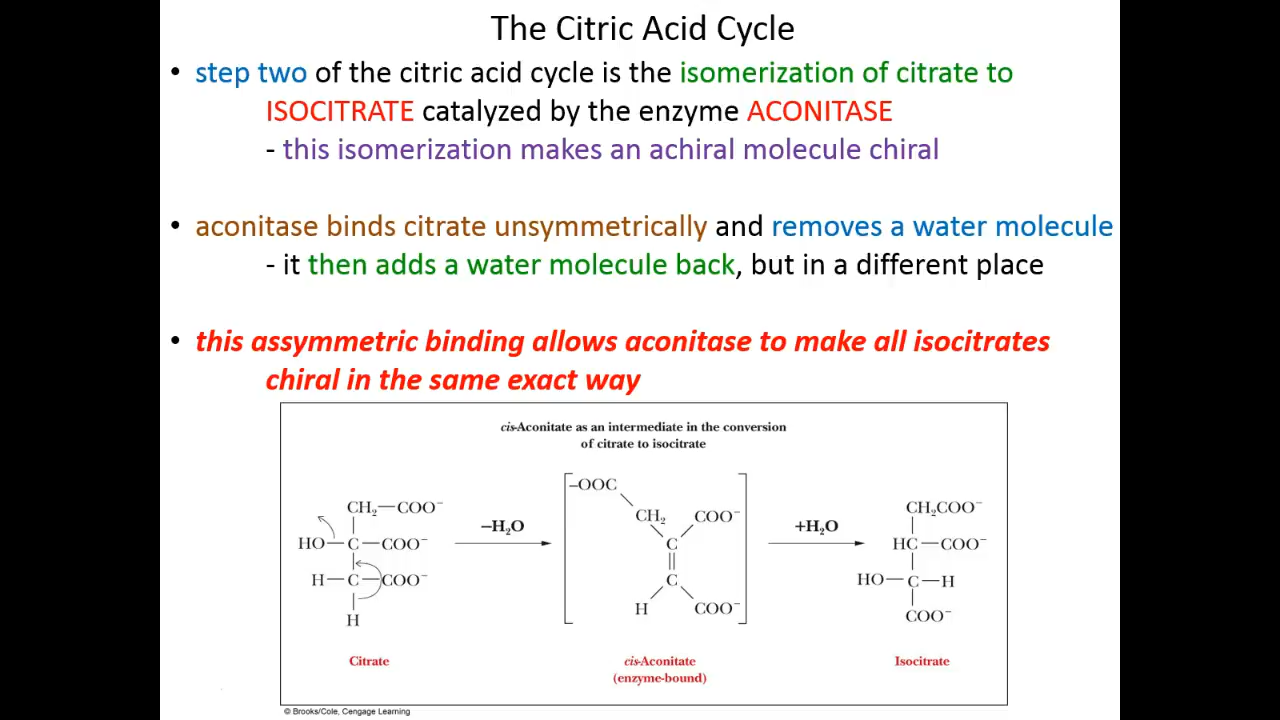 The Citric Acid Cycle
• step two of the citric acid cycle is the isomerization of citrate to
ISOCITRATE catalyzed by the enzyme ACONITASE
- this isomerization makes an achiral molecule chiral
• aconitase binds citrate unsymmetrically and removes a water molecule
- it then adds a water molecule back, but in a different place
• this assymmetric binding allows aconitase to make all isocitrates
chiral in the same exact way
cis-Aconitate as an intermediate in the conversion
of citrate to isocitrate
CH₂—COO⁻
HO—C—COO⁻
H—C—COO⁻
H
Citrate
−H₂O
–OOC
CH₂ COO⁻
C
C
H COO⁻
cis-Aconitate
(enzyme-bound)
+H₂O
CH₂COO⁻
HC—COO⁻
HO—C—H
COO⁻
Isocitrate
© Brooks/Cole, Cengage Learning